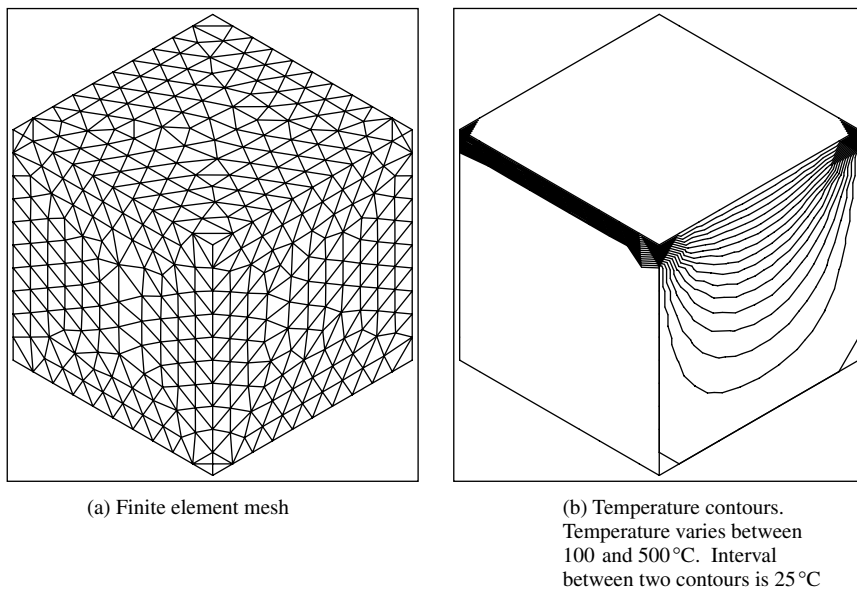 (a) Finite element mesh
(b) Temperature contours.
Temperature varies between
100 and 500°C. Interval
between two contours is 25°C